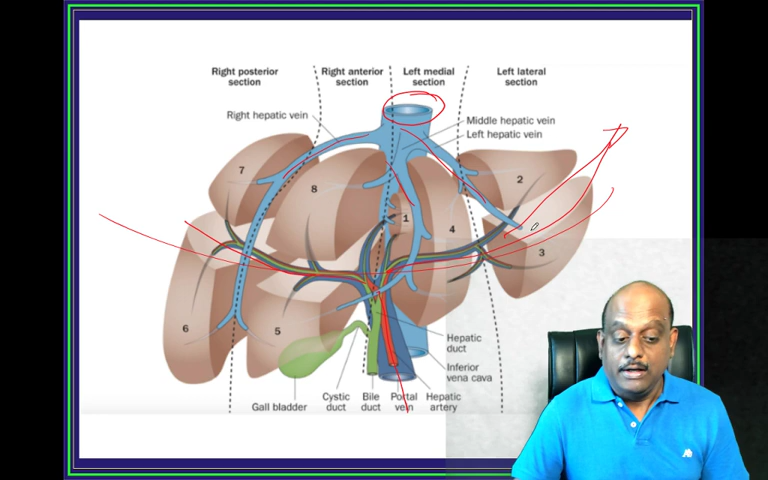 Right posterior
section
Right anterior
section
Left medial
section
Left lateral
section
Right hepatic vein
Middle hepatic vein
Left hepatic vein
7
8
1
2
4
3
6
5
Hepatic
duct
Inferior
vena cava
Gall bladder
Cystic
duct
Bile
duct
Portal
vein
Hepatic
artery